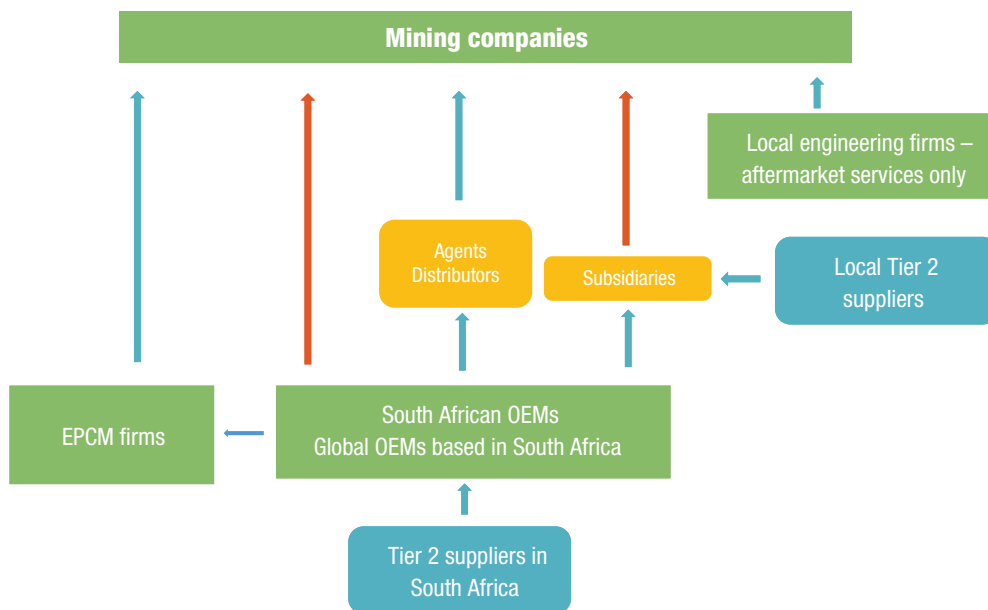 Mining companies
Local engineering firms –
aftermarket services only
Agents
Distributors
Subsidiaries
Local Tier 2
suppliers
EPCM firms
South African OEMs
Global OEMs based in South Africa
Tier 2 suppliers in
South Africa